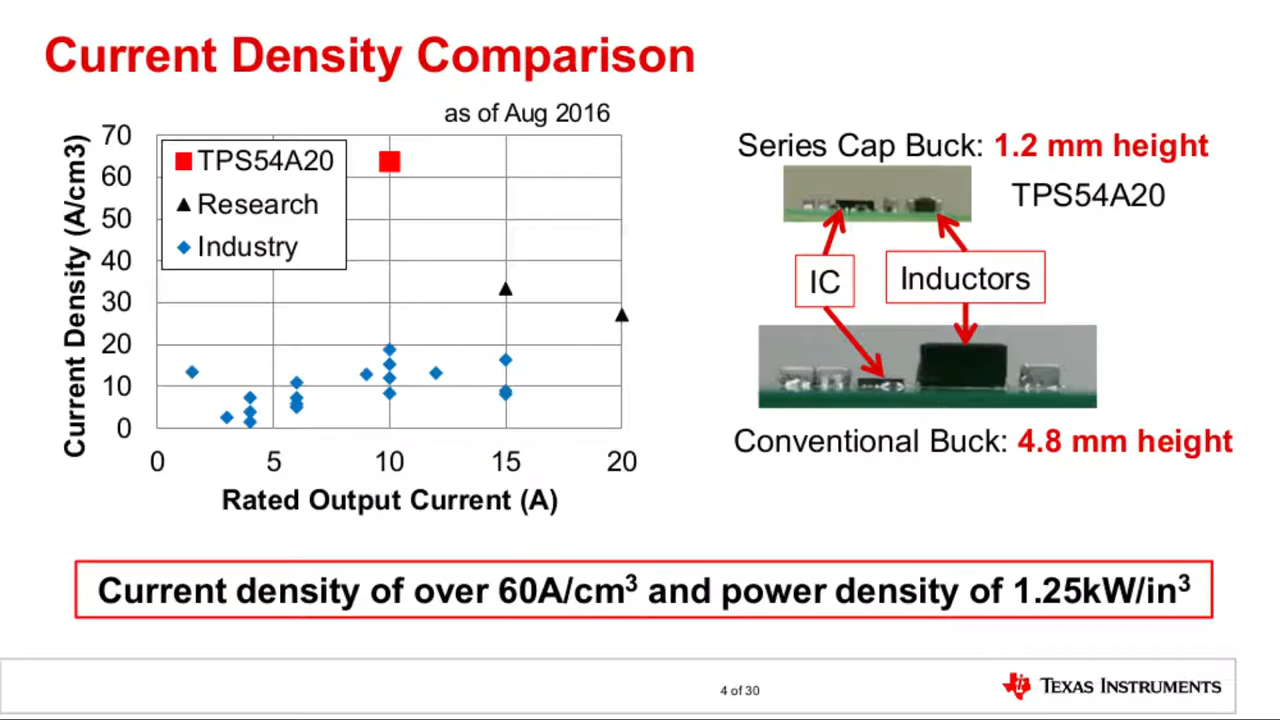 Current Density Comparison
as of Aug 2016
Current Density (A/cm3)
70
60
50
40
30
20
10
0
TPS54A20
Research
Industry
0 5 10 15 20
Rated Output Current (A)
Series Cap Buck: 1.2 mm height
TPS54A20
IC
Inductors
Conventional Buck: 4.8 mm height
Current density of over 60A/cm³ and power density of 1.25kW/in³
4 of 30
TEXAS INSTRUMENTS